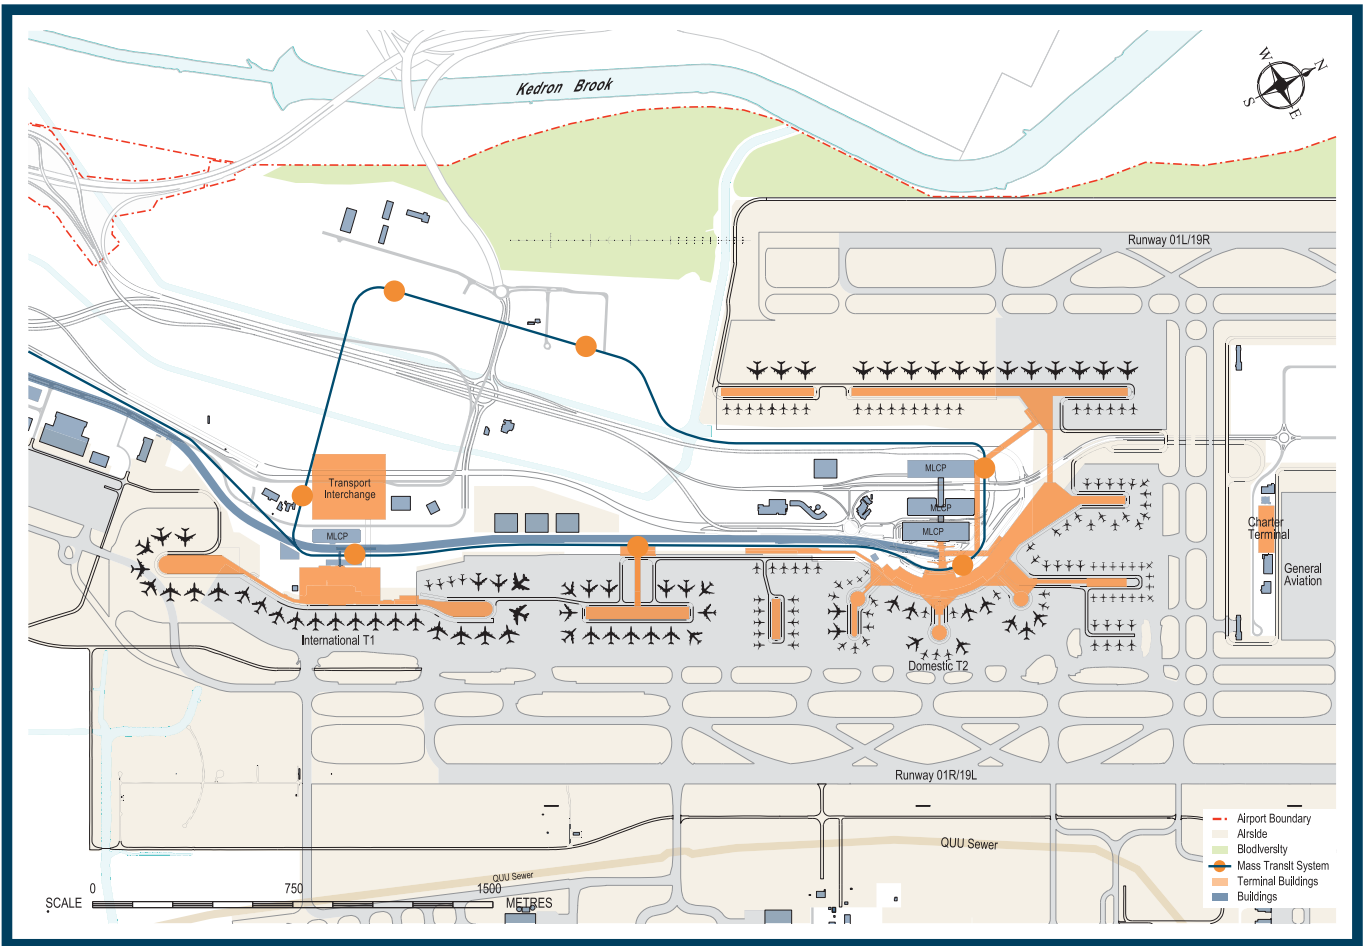 Kedron Brook
W
N
S
E
Runway 01L/19R
MLCP
Transport
Interchange
MLCP
MLCP
MLCP
Charter
Terminal
General
Aviation
International T1
Domestic T2
Runway 01R/19L
QUU Sewer
QUU Sewer
Airport Boundary
Airside
Biodiversity
Mass Transit System
Terminal Buildings
Buildings
0 750 1500
SCALE METRES